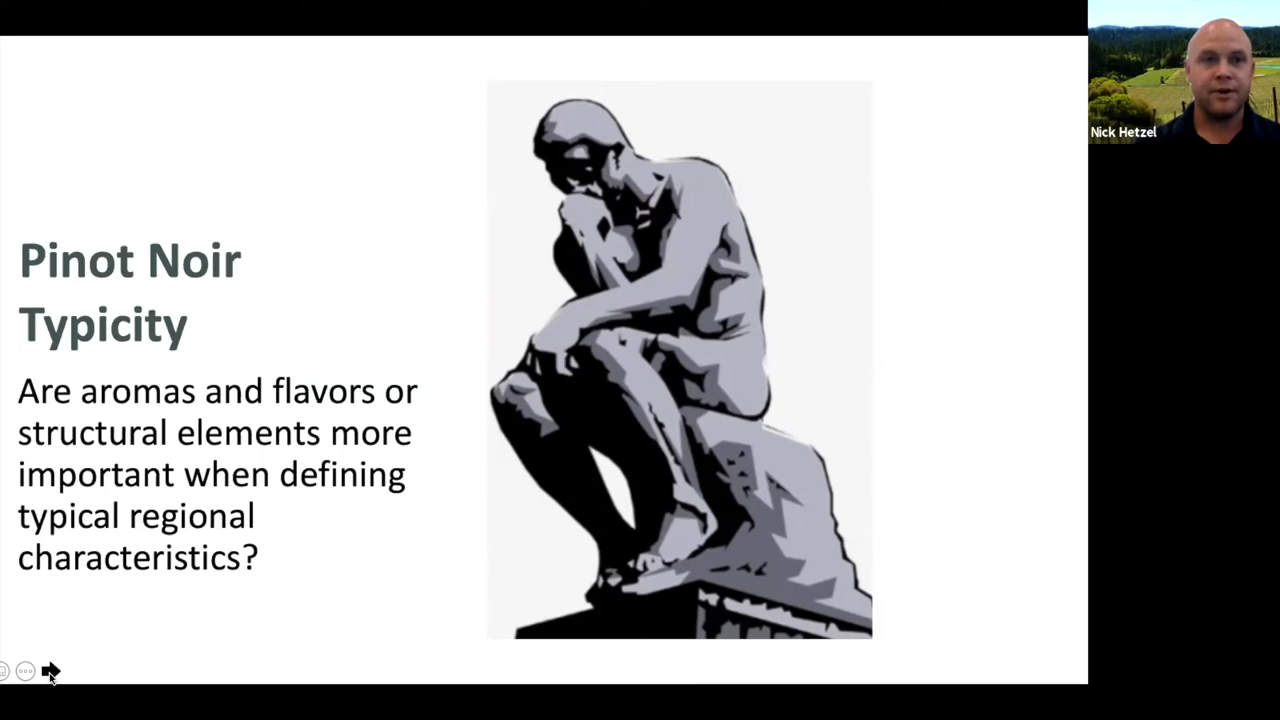 Pinot Noir
Typicity
Are aromas and flavors or
structural elements more
important when defining
typical regional
characteristics?
Nick Hetzel